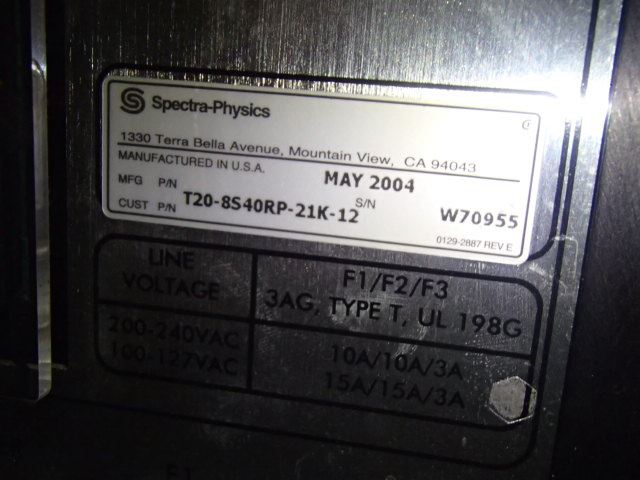 Spectra-Physics
1330 Terra Bella Avenue, Mountain View, CA 94043
MANUFACTURED IN U.S.A.
MFG P/N MAY 2004 S/N
CUST P/N T20-8S40RP-21K-12 W70955
0129-2887 REV E
LINE VOLTAGE F1/F2/F3
3AG, TYPE T, UL 198G
200-240VAC 10A/10A/3A
100-127VAC 15A/15A/3A